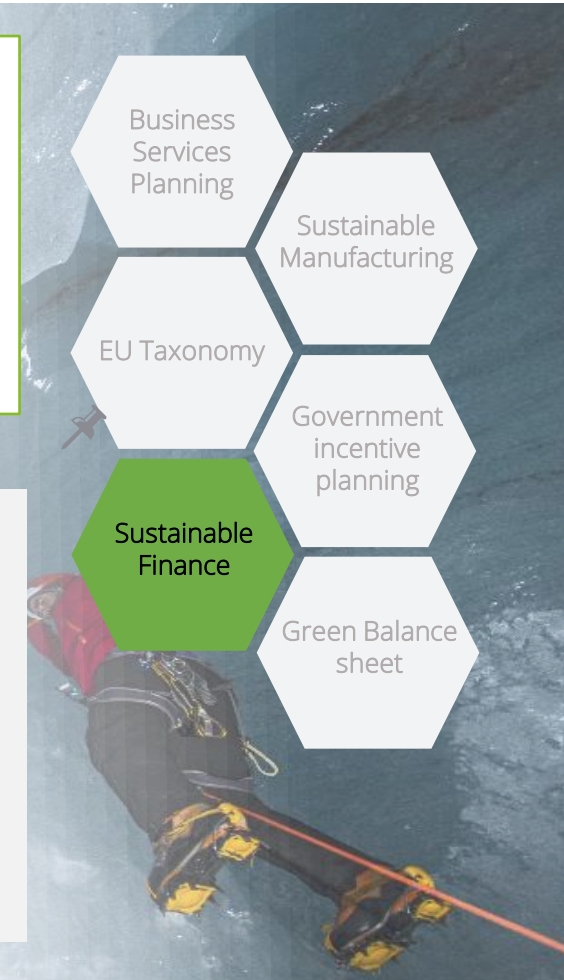 Business
Services
Planning
Sustainable
Manufacturing
EU Taxonomy
Government
incentive
planning
Sustainable
Finance
Green Balance
sheet